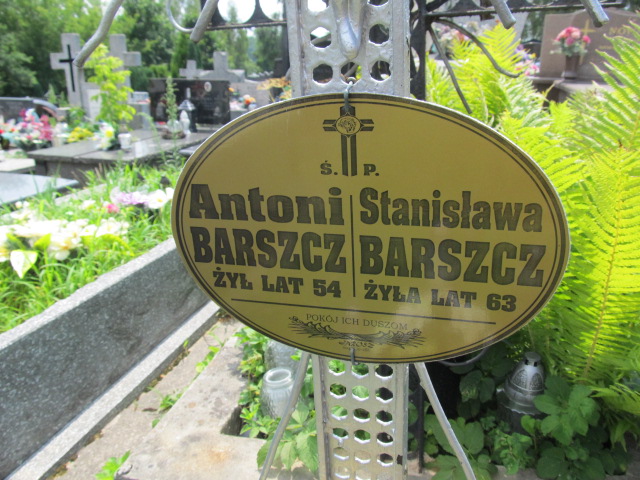 Ś. P.
Antoni Stanisława
BARSZCZ BARSZCZ
ŻYŁ LAT 54 ŻYŁA LAT 63
POKÓJ ICH DUSZOM